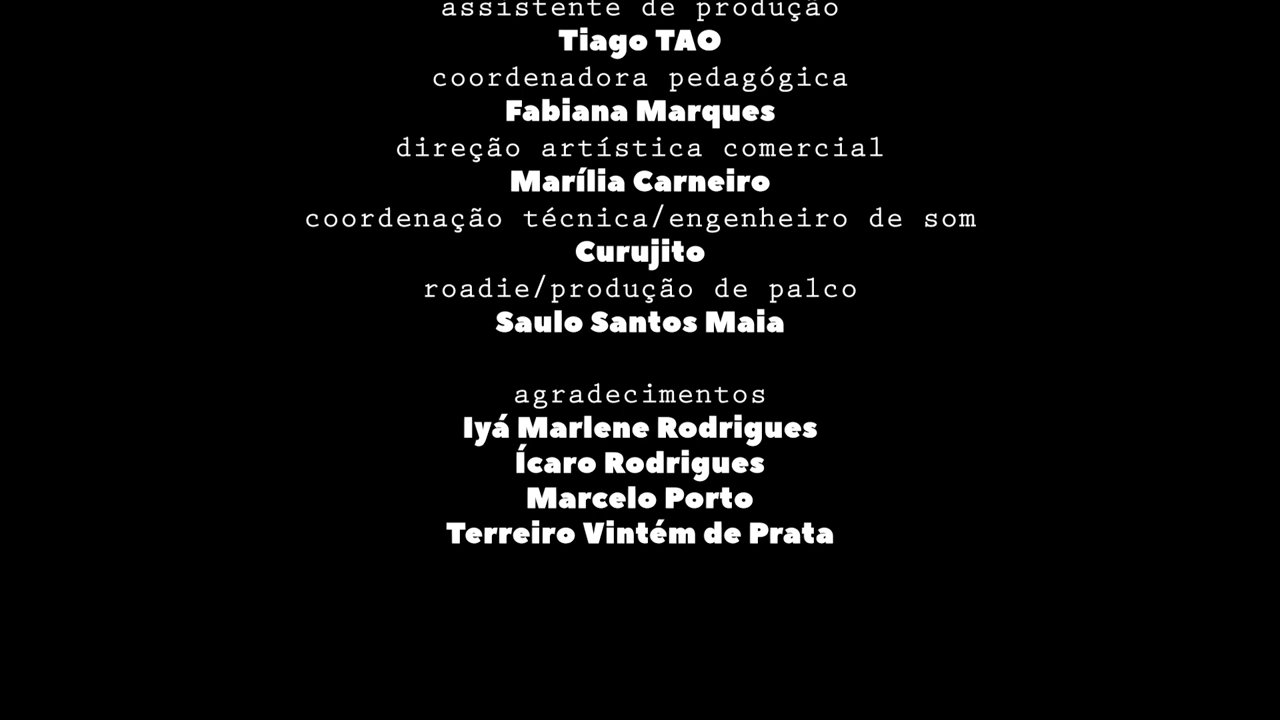 assistente de produção
Tiago TAO
coordenadora pedagógica
Fabiana Marques
direção artística comercial
Marília Carneiro
coordenação técnica/engenheiro de som
Curujito
roadie/produção de palco
Saulo Santos Maia
agradecimentos
Iyá Marlene Rodrigues
Ícaro Rodrigues
Marcelo Porto
Terreiro Vintém de Prata